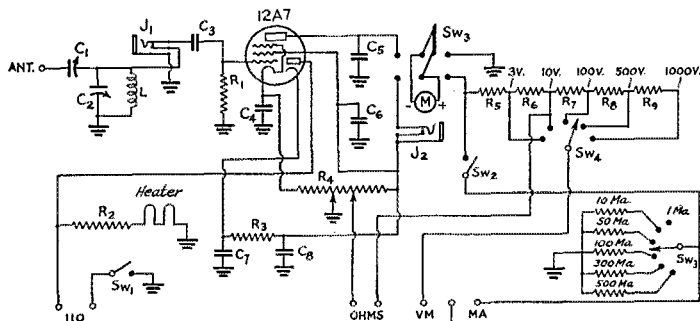 12A7
J₁
C₃
ANT.
C₁
C₂
L
R₁
C₄
C₅
C₆
Sw₃
- M +
J₂
3V. 10V. 100V. 500V. 1000V.
R₅ R₆ R₇ R₈ R₉
Sw₂
Sw₄
Heater
R₂
R₄
R₃
C₇
C₈
Sw₁
10 Ma.
50 Ma.
100 Ma.
300 Ma.
500 Ma.
1 Ma.
Sw₃
110
OHMS
VM
MA